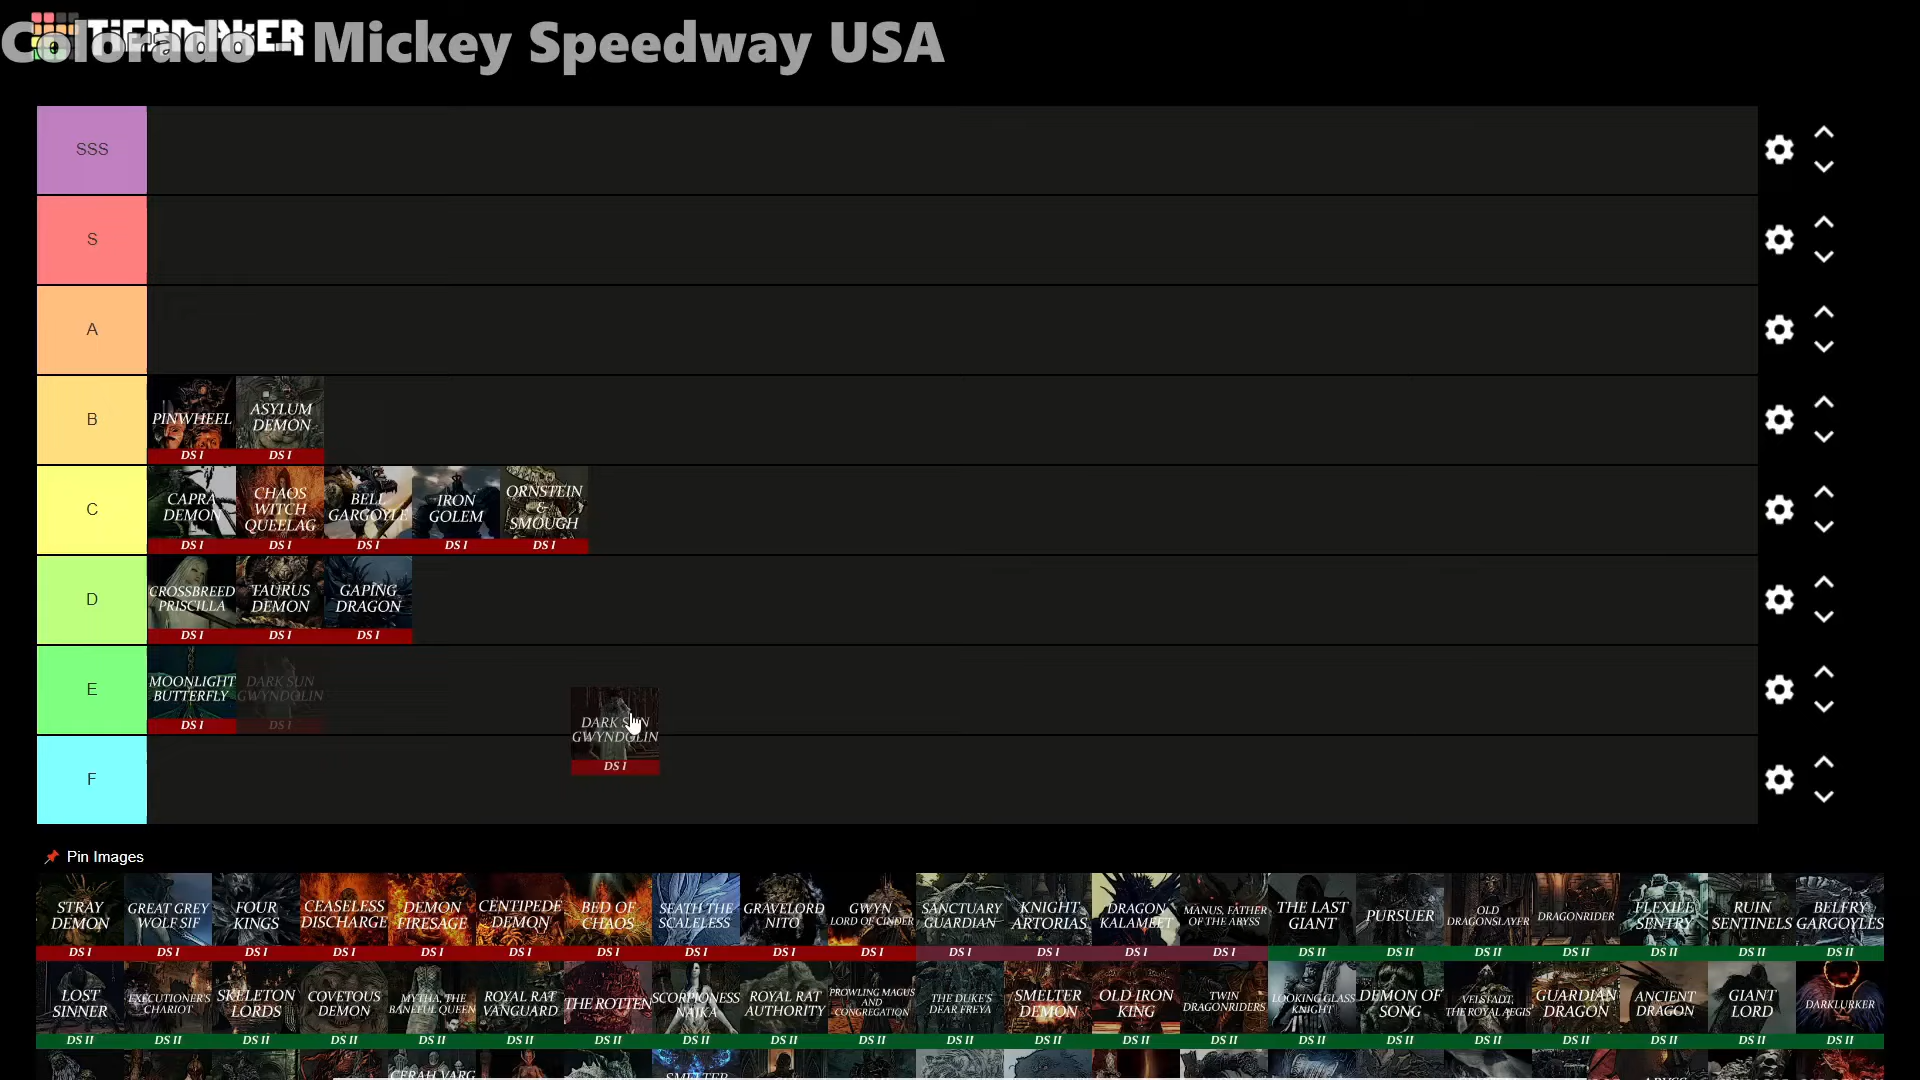 TiERMAKER
Colorado - Mickey Speedway USA
SSS
S
A
B
PINWHEEL
DS I
ASYLUM
DEMON
DS I
C
CAPRA
DEMON
DS I
CHAOS
WITCH
QUEELAG
DS I
BELL
GARGOYLE
DS I
IRON
GOLEM
DS I
ORNSTEIN
&
SMOUGH
DS I
D
CROSSBREED
PRISCILLA
DS I
TAURUS
DEMON
DS I
GAPING
DRAGON
DS I
E
MOONLIGHT
BUTTERFLY
DS I
DARK SUN
GWYNDOLIN
DARK SUN
GWYNDOLIN
DS I
F
Pin Images
STRAY
DEMON
DS I
GREAT GREY
WOLF SIF
DS I
FOUR
KINGS
DS I
CEASELESS
DISCHARGE
DS I
DEMON
FIRESAGE
DS I
CENTIPEDE
DEMON
DS I
BED OF
CHAOS
DS I
SEATH THE
SCALELESS
DS I
GRAVELORD
NITO
DS I
GWYN
LORD OF CINDER
DS I
SANCTUARY
GUARDIAN
DS I
KNIGHT
ARTORIAS
DS I
DRAGON
KALAMEET
DS I
MANUS, FATHER
OF THE ABYSS
DS I
THE LAST
GIANT
DS II
PURSUER
DS II
OLD
DRAGONSLAYER
DS II
DRAGONRIDER
DS II
FLEXILE
SENTRY
DS II
RUIN
SENTINELS
DS II
BELFRY
GARGOYLES
DS II
LOST
SINNER
DS II
EXECUTIONER'S
CHARIOT
DS II
SKELETON
LORDS
DS II
COVETOUS
DEMON
DS II
MYTHA, THE
BANEFUL QUEEN
DS II
ROYAL RAT
VANGUARD
DS II
THE ROTTEN
DS II
SCORPIONESS
NAJKA
DS II
ROYAL RAT
AUTHORITY
DS II
PROWLING MAGUS
AND
CONGREGATION
DS II
THE DUKE'S
DEAR FREYA
DS II
SMELTER
DEMON
DS II
OLD IRON
KING
DS II
TWIN
DRAGONRIDERS
DS II
LOOKING GLASS
KNIGHT
DS II
DEMON OF
SONG
DS II
VELSTADT,
THE ROYAL AEGIS
DS II
GUARDIAN
DRAGON
DS II
ANCIENT
DRAGON
DS II
GIANT
LORD
DS II
DARKLURKER
DS II
SMELTER